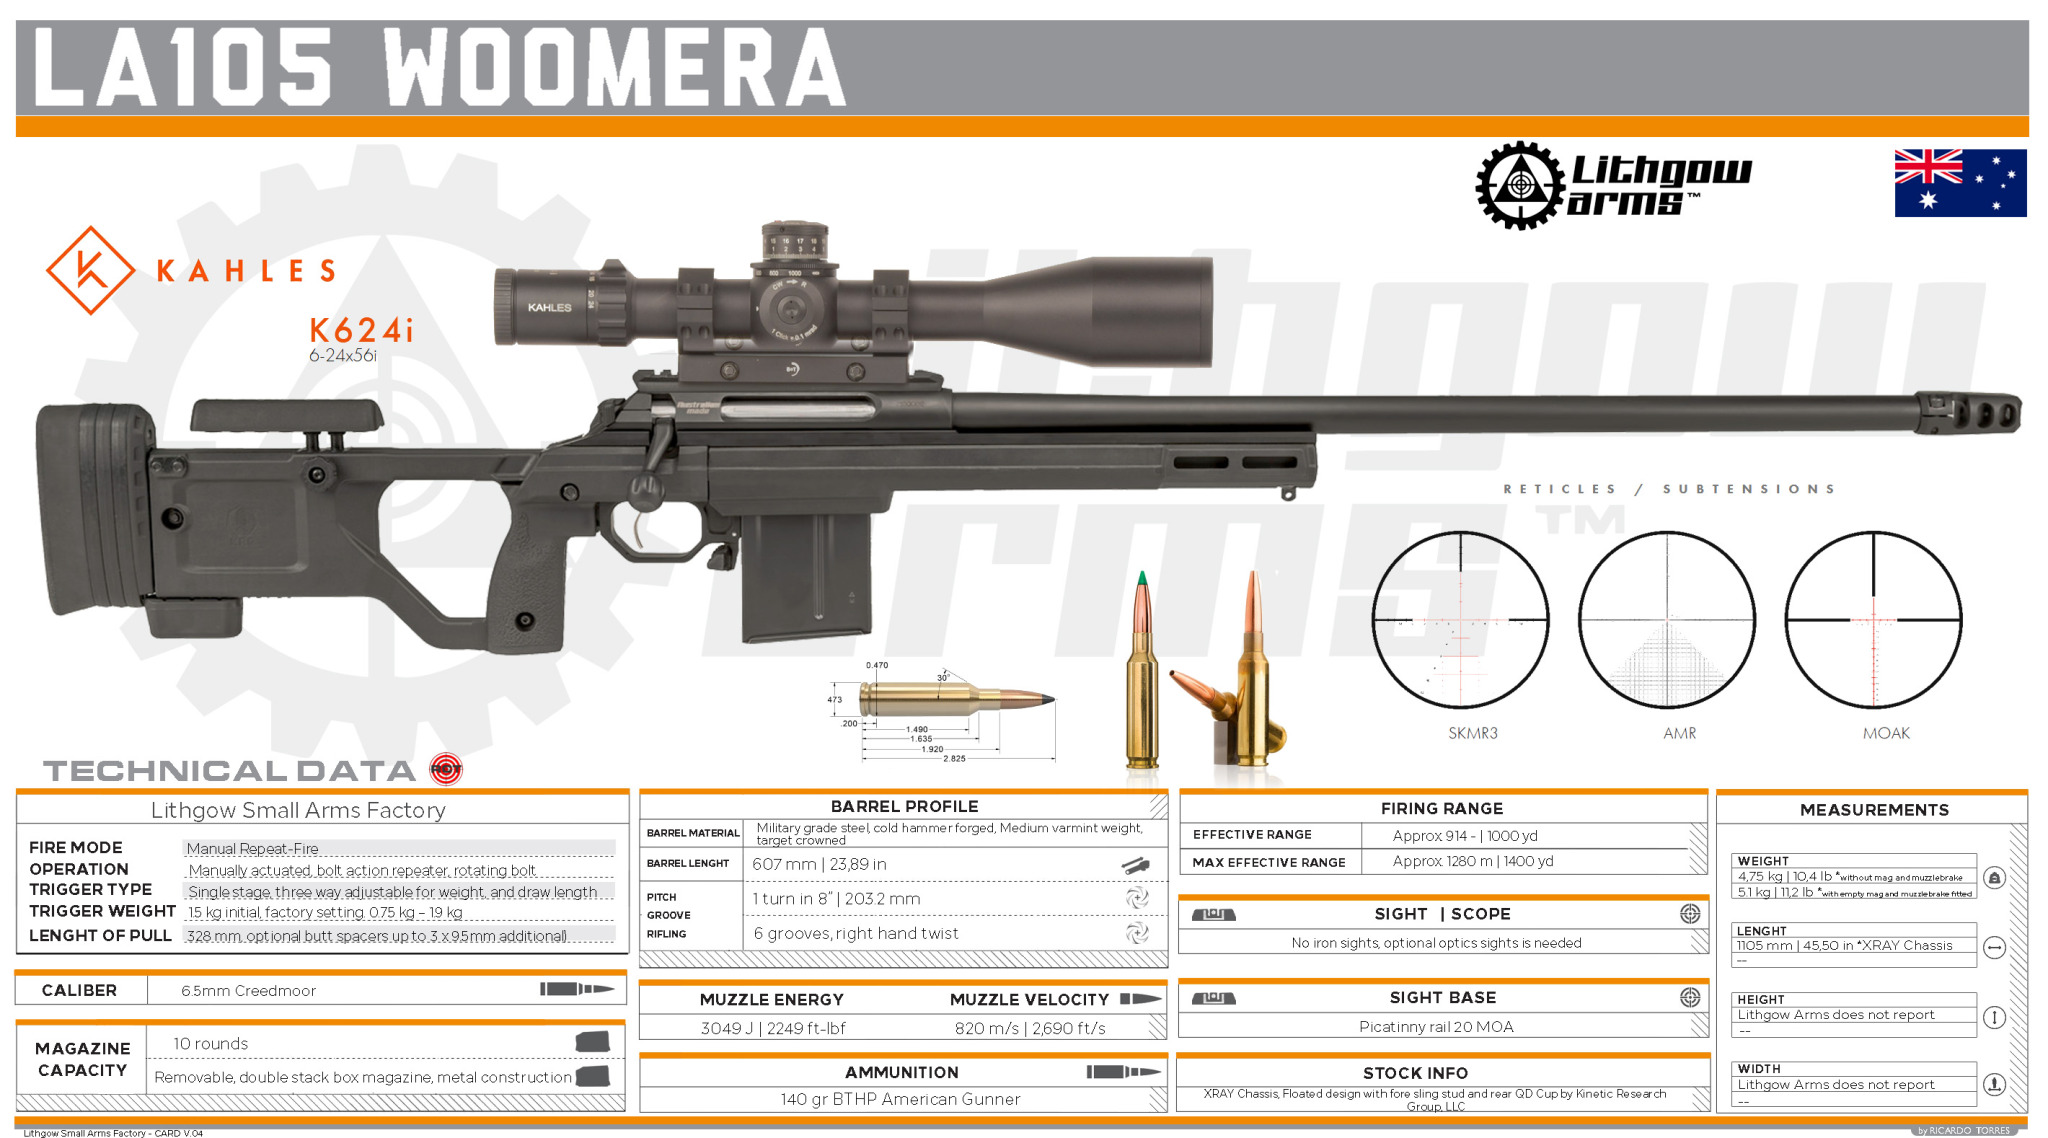 LA105 WOOMERA
Lithgow
arms™
KAHLES
K624i
6-24x56i
KAHLES
RETICLES / SUBTENSIONS
SKMR3
AMR
MOAK
0.470
30°
473
.200
1.490
1.635
1.920
2.825
TECHNICAL DATA
Lithgow Small Arms Factory
FIRE MODE Manual Repeat-Fire
OPERATION Manually actuated, bolt action repeater, rotating bolt
TRIGGER TYPE Single stage, three way adjustable for weight, and draw length
TRIGGER WEIGHT 1.5 kg initial, factory setting. 0.75 kg – 1.9 kg
LENGHT OF PULL 328 mm, optional butt spacers up to 3 x 9.5mm additional)
CALIBER 6.5mm Creedmoor
MAGAZINE CAPACITY
10 rounds
Removable, double stack box magazine, metal construction
BARREL PROFILE
BARREL MATERIAL Military grade steel, cold hammer forged, Medium varmint weight,
target crowned
BARREL LENGHT 607 mm | 23,89 in
PITCH 1 turn in 8” | 203.2 mm
GROOVE
RIFLING 6 grooves, right hand twist
MUZZLE ENERGY MUZZLE VELOCITY
3049 J | 2249 ft-lbf 820 m/s | 2,690 ft/s
AMMUNITION
140 gr BTHP American Gunner
FIRING RANGE
EFFECTIVE RANGE Approx 914 - | 1000 yd
MAX EFFECTIVE RANGE Approx. 1280 m | 1400 yd
SIGHT | SCOPE
No iron sights, optional optics sights is needed
SIGHT BASE
Picatinny rail 20 MOA
STOCK INFO
XRAY Chassis, Floated design with fore sling stud and rear QD Cup by Kinetic Research
Group, LLC
MEASUREMENTS
WEIGHT
4,75 kg | 10,4 lb *without mag and muzzlebrake
5.1 kg | 11,2 lb *with empty mag and muzzlebrake fitted
LENGHT
1105 mm | 45,50 in *XRAY Chassis
--
HEIGHT
Lithgow Arms does not report
--
WIDTH
Lithgow Arms does not report
--
Lithgow Small Arms Factory - CARD V.04
by RICARDO TORRES